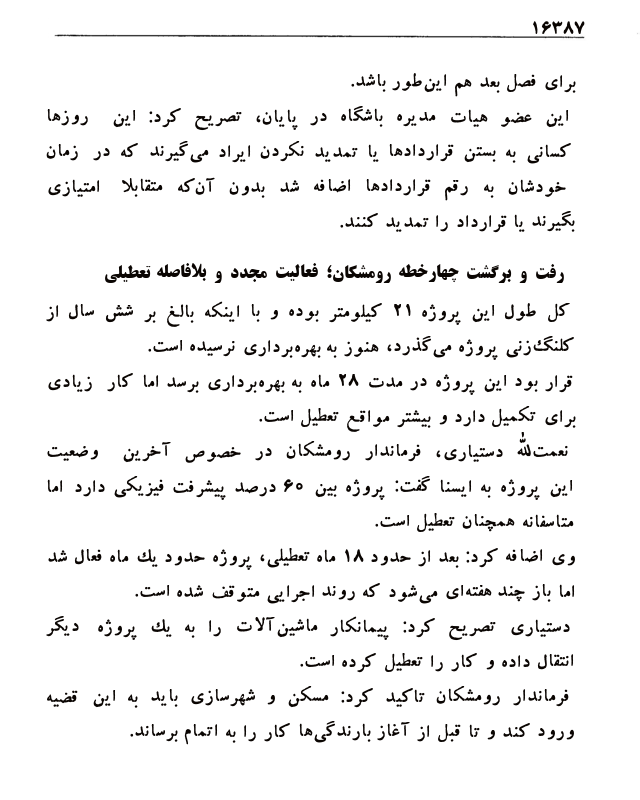 ۱۶۳۸۷
برای فصل بعد هم این‌طور باشد.
این عضو هیات مدیره باشگاه در پایان، تصریح کرد: این روزها
کسانی به بستن قراردادها یا تمدید نکردن ایراد می‌گیرند که در زمان
خودشان به رقم قراردادها اضافه شد بدون آن‌که متقابلا امتیازی
بگیرند یا قرارداد را تمدید کنند.
رفت و برگشت چهارخطه رومشکان؛ فعالیت مجدد و بلافاصله تعطیلی
کل طول این پروژه ۲۱ کیلومتر بوده و با اینکه بالغ بر شش سال از
کلنگ‌زنی پروژه می‌گذرد، هنوز به بهره‌برداری نرسیده است.
قرار بود این پروژه در مدت ۲۸ ماه به بهره‌برداری برسد اما کار زیادی
برای تکمیل دارد و بیشتر مواقع تعطیل است.
نعمت‌الله دستیاری، فرماندار رومشکان در خصوص آخرین وضعیت
این پروژه به ایسنا گفت: پروژه بین ۶۰ درصد پیشرفت فیزیکی دارد اما
متاسفانه همچنان تعطیل است.
وی اضافه کرد: بعد از حدود ۱۸ ماه تعطیلی، پروژه حدود یك ماه فعال شد
اما باز چند هفته‌ای می‌شود که روند اجرایی متوقف شده است.
دستیاری تصریح کرد: پیمانکار ماشین‌آلات را به یك پروژه دیگر
انتقال داده و کار را تعطیل کرده است.
فرماندار رومشکان تاکید کرد: مسکن و شهرسازی باید به این قضیه
ورود کند و تا قبل از آغاز بارندگی‌ها کار را به اتمام برساند.